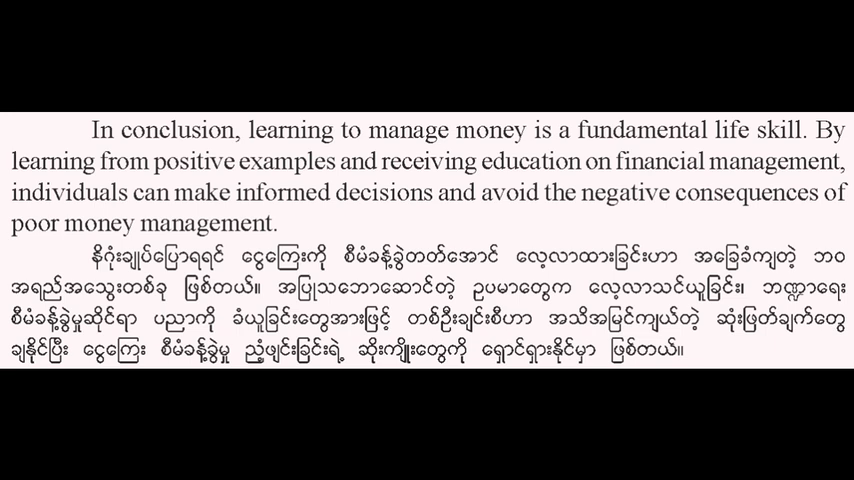 In conclusion, learning to manage money is a fundamental life skill. By
learning from positive examples and receiving education on financial management,
individuals can make informed decisions and avoid the negative consequences of
poor money management.
နိဂုံးချုပ်ပြောရရင် ငွေကြေးကို စီမံခန့်ခွဲတတ်အောင် လေ့လာထားခြင်းဟာ အခြေခံကျတဲ့ ဘဝ
အရည်အသွေးတစ်ခု ဖြစ်တယ်။ အပြုသဘောဆောင်တဲ့ ဥပမာတွေက လေ့လာသင်ယူခြင်း၊ ဘဏ္ဍာရေး
စီမံခန့်ခွဲမှုဆိုင်ရာ ပညာကို ခံယူခြင်းတွေအားဖြင့် တစ်ဦးချင်းစီဟာ အသိအမြင်ကျယ်တဲ့ ဆုံးဖြတ်ချက်တွေ
ချနိုင်ပြီး ငွေကြေး စီမံခန့်ခွဲမှု ညံ့ဖျင်းခြင်းရဲ့ ဆိုးကျိုးတွေကို ရှောင်ရှားနိုင်မှာ ဖြစ်တယ်။